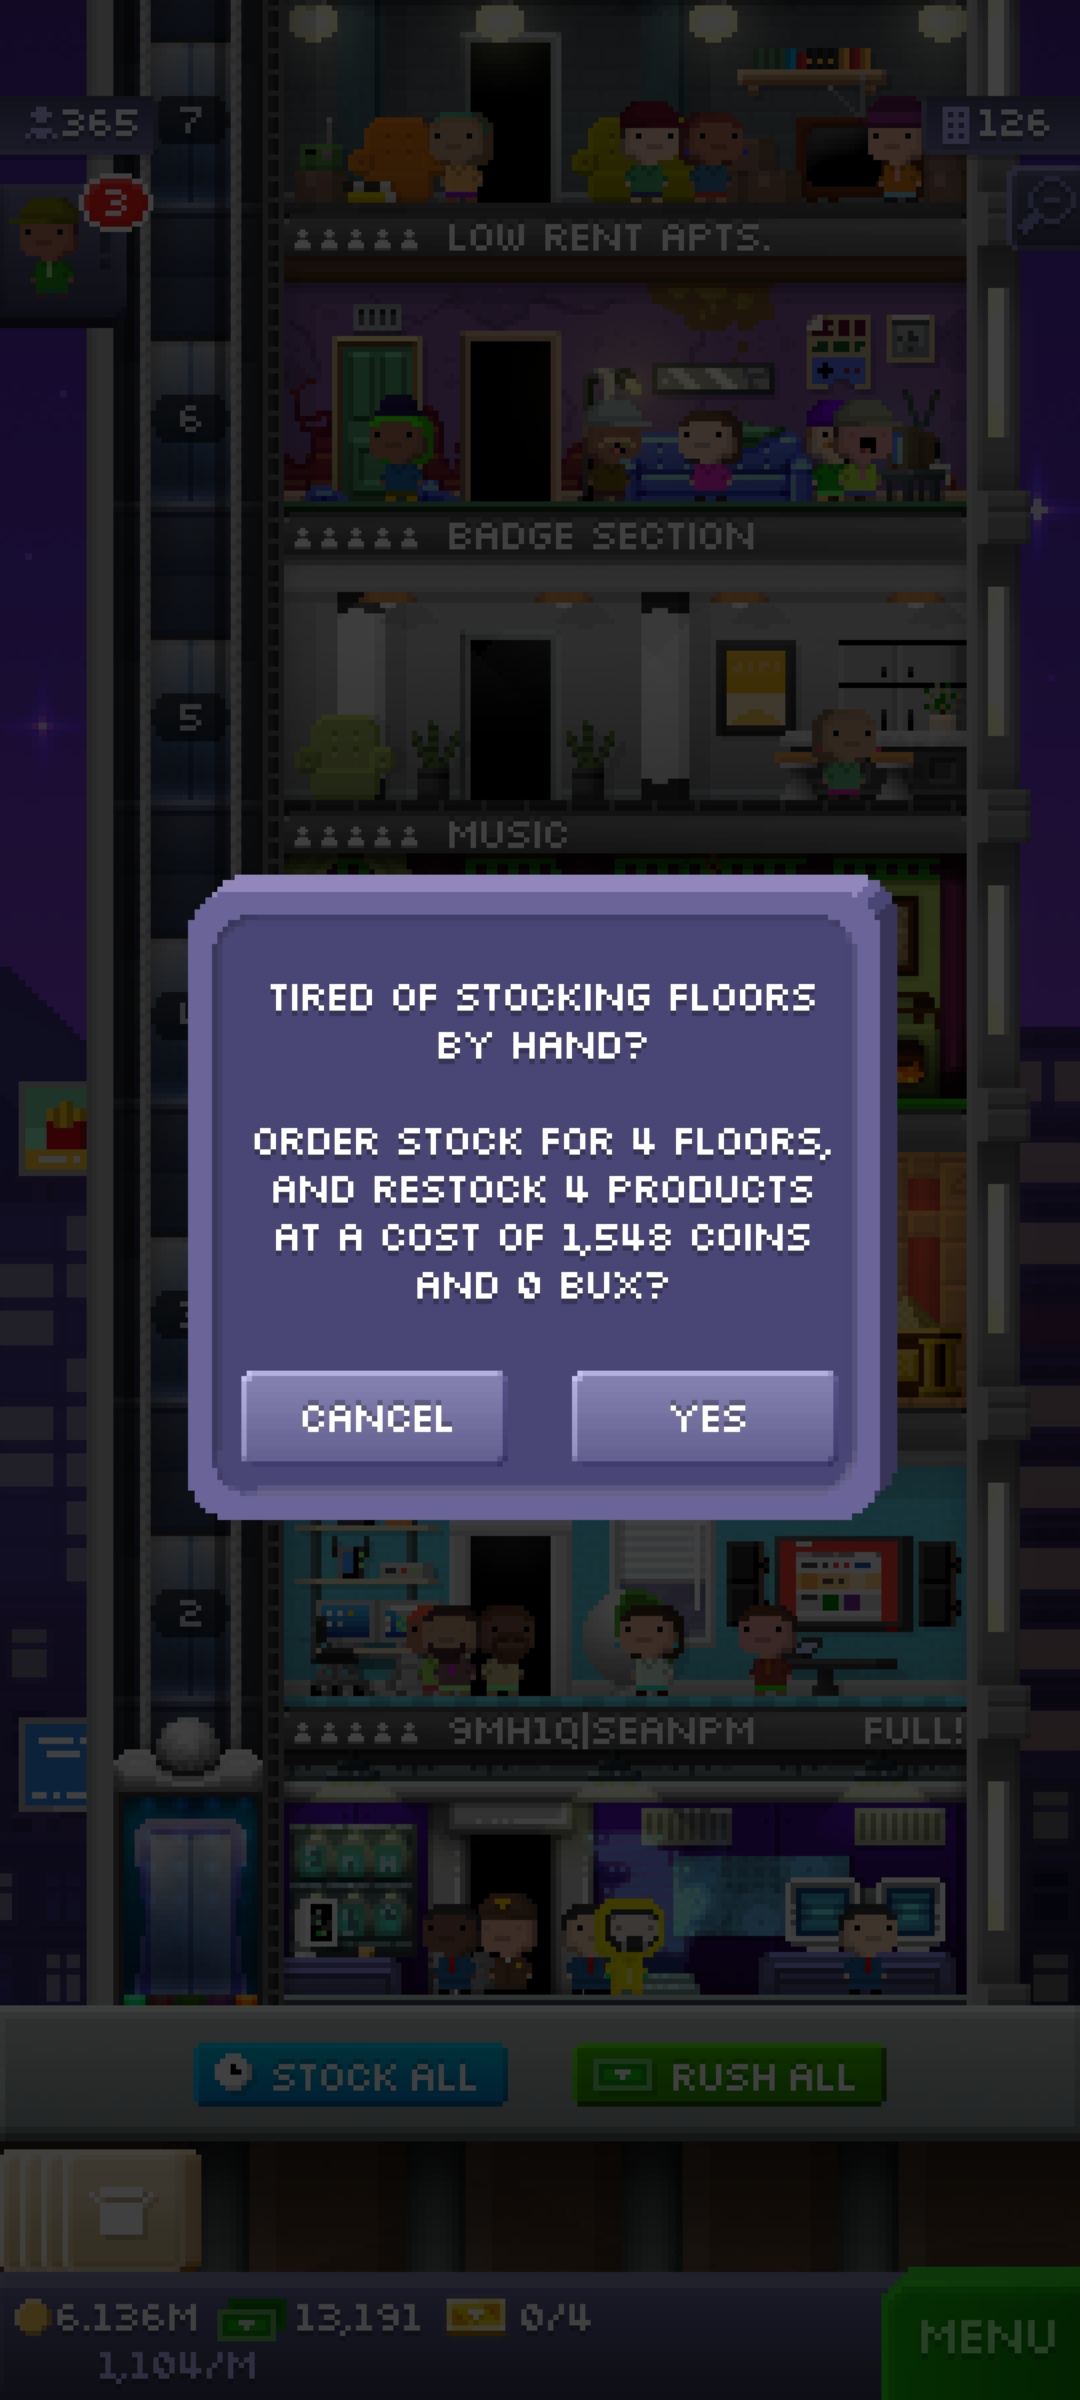 365
7
126
3
LOW RENT APTS.
6
BADGE SECTION
5
MUSIC
TIRED OF STOCKING FLOORS
BY HAND?
ORDER STOCK FOR 4 FLOORS,
AND RESTOCK 4 PRODUCTS
AT A COST OF 1,548 COINS
AND 0 BUX?
CANCEL
YES
2
9MH1Q|SEANPM
FULL!
STOCK ALL
RUSH ALL
6.136M
13,191
0/4
1,104/M
MENU